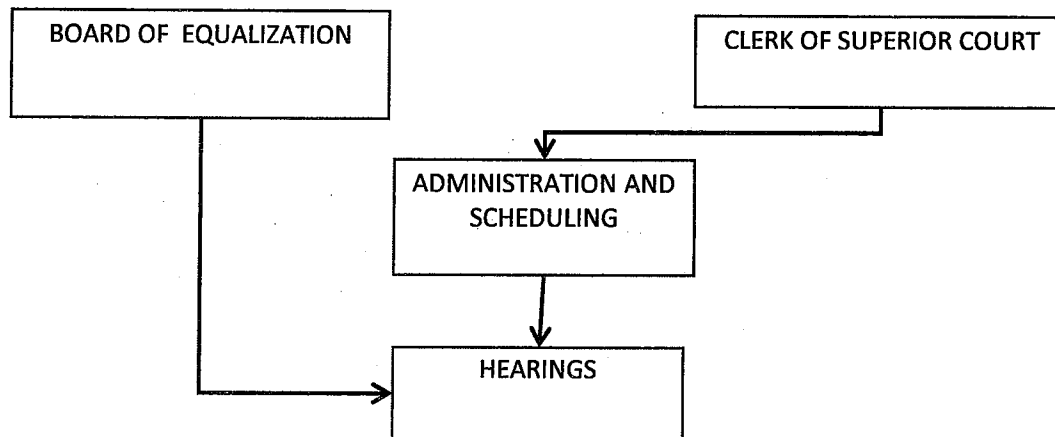 BOARD OF EQUALIZATION
CLERK OF SUPERIOR COURT
ADMINISTRATION AND
SCHEDULING
HEARINGS